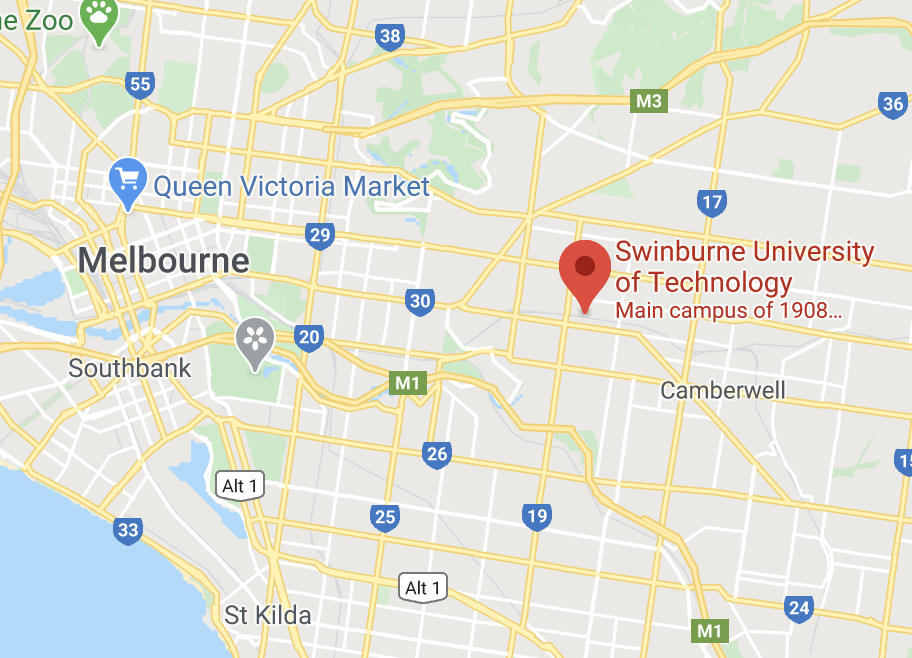 ne Zoo
38
55
M3
36
Queen Victoria Market
17
29
Swinburne University
of Technology
Main campus of 1908...
Melbourne
30
20
Southbank
M1
Camberwell
26
15
Alt 1
25
19
33
Alt 1
24
St Kilda
M1